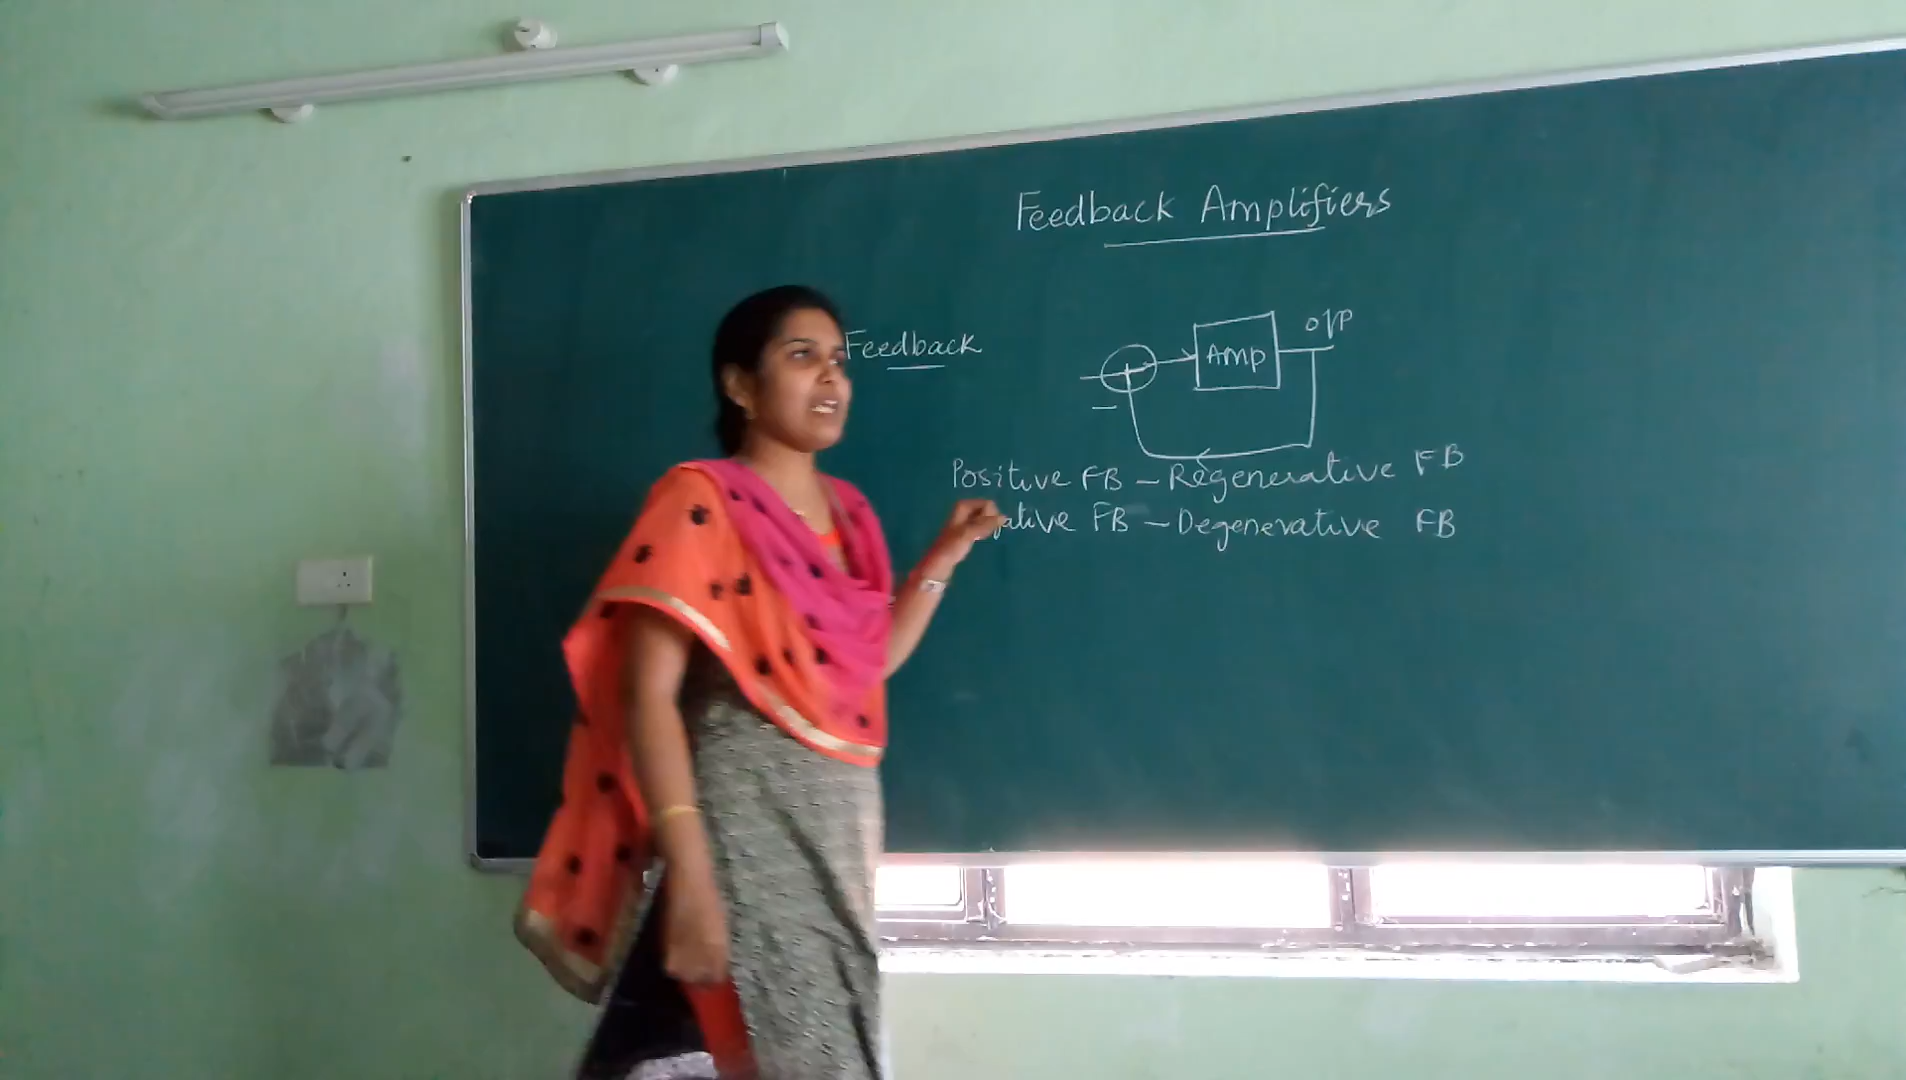 Feedback Amplifiers
Feedback
Amp
o/p
Positive FB - Regenerative FB
FB - Degenerative FB